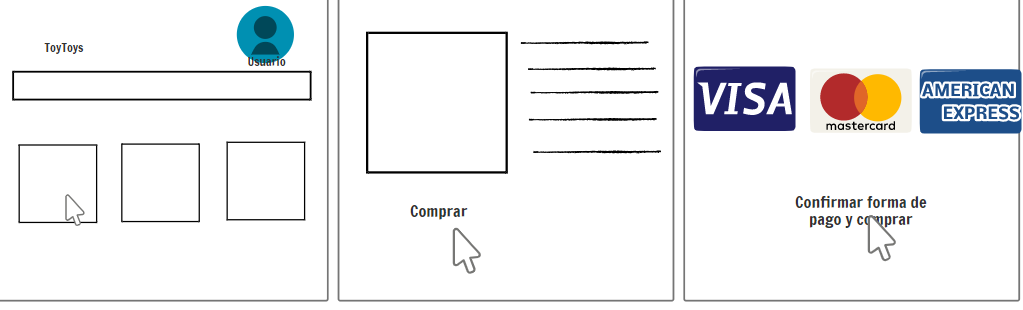 ToyToys
Usuario
Comprar
VISA
mastercard
AMERICAN
EXPRESS
Confirmar forma de
pago y comprar